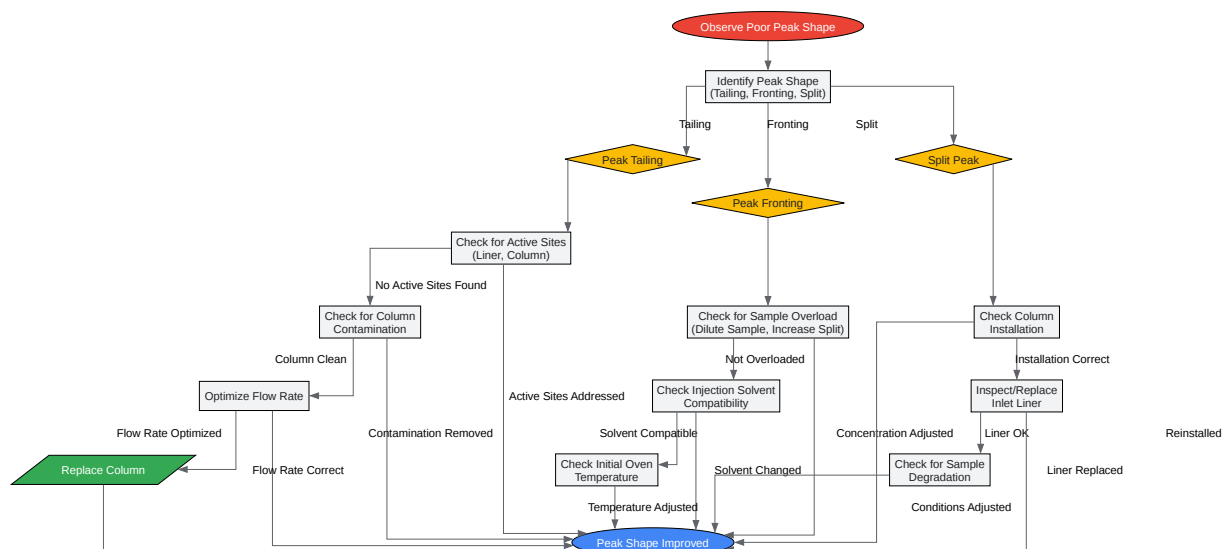 Observe Poor Peak Shape
Identify Peak Shape
(Tailing, Fronting, Split)
Tailing
Fronting
Split
Peak Tailing
Split Peak
Peak Fronting
Check for Active Sites
(Liner, Column)
No Active Sites Found
Check for Column
Contamination
Check for Sample Overload
(Dilute Sample, Increase Split)
Check Column
Installation
Column Clean
Not Overloaded
Installation Correct
Optimize Flow Rate
Active Sites Addressed
Check Injection Solvent
Compatibility
Inspect/Replace
Inlet Liner
Flow Rate Optimized
Contamination Removed
Solvent Compatible
Concentration Adjusted
Liner OK
Reinstalled
Replace Column
Flow Rate Correct
Check Initial Oven
Temperature
Solvent Changed
Check for Sample
Degradation
Liner Replaced
Temperature Adjusted
Conditions Adjusted
Peak Shape Improved